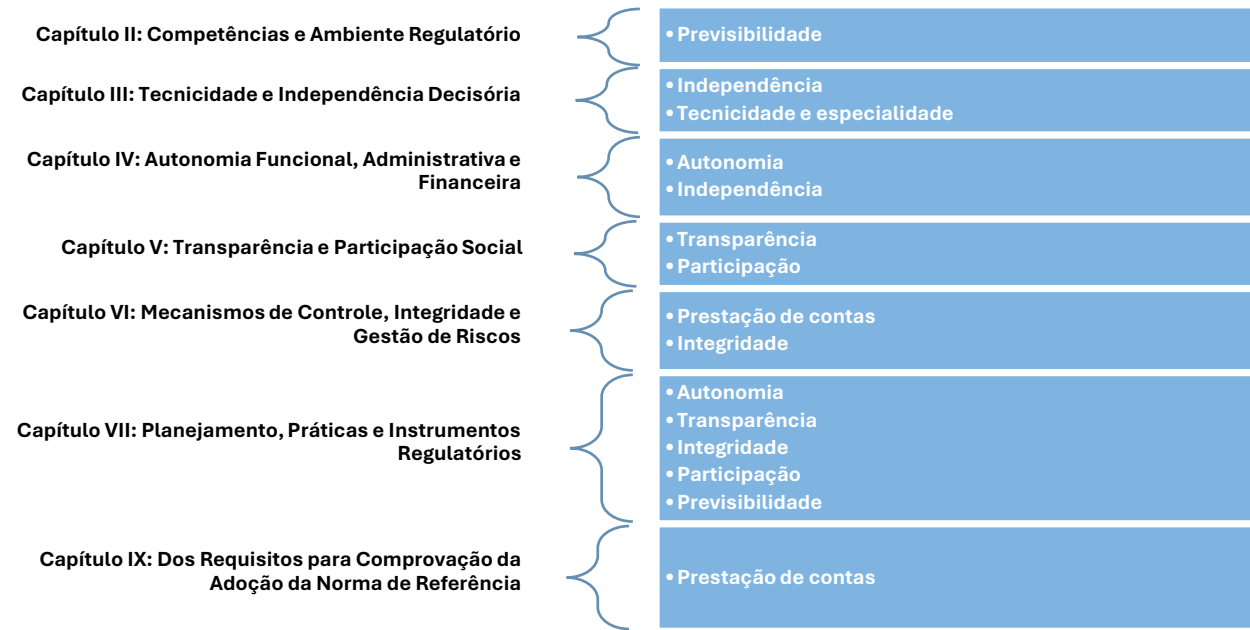 Capítulo II: Competências e Ambiente Regulatório
• Previsibilidade
Capítulo III: Tecnicidade e Independência Decisória
• Independência
• Tecnicidade e especialidade
Capítulo IV: Autonomia Funcional, Administrativa e
Financeira
• Autonomia
• Independência
Capítulo V: Transparência e Participação Social
• Transparência
• Participação
Capítulo VI: Mecanismos de Controle, Integridade e
Gestão de Riscos
• Prestação de contas
• Integridade
Capítulo VII: Planejamento, Práticas e Instrumentos
Regulatórios
• Autonomia
• Transparência
• Integridade
• Participação
• Previsibilidade
Capítulo IX: Dos Requisitos para Comprovação da
Adoção da Norma de Referência
• Prestação de contas